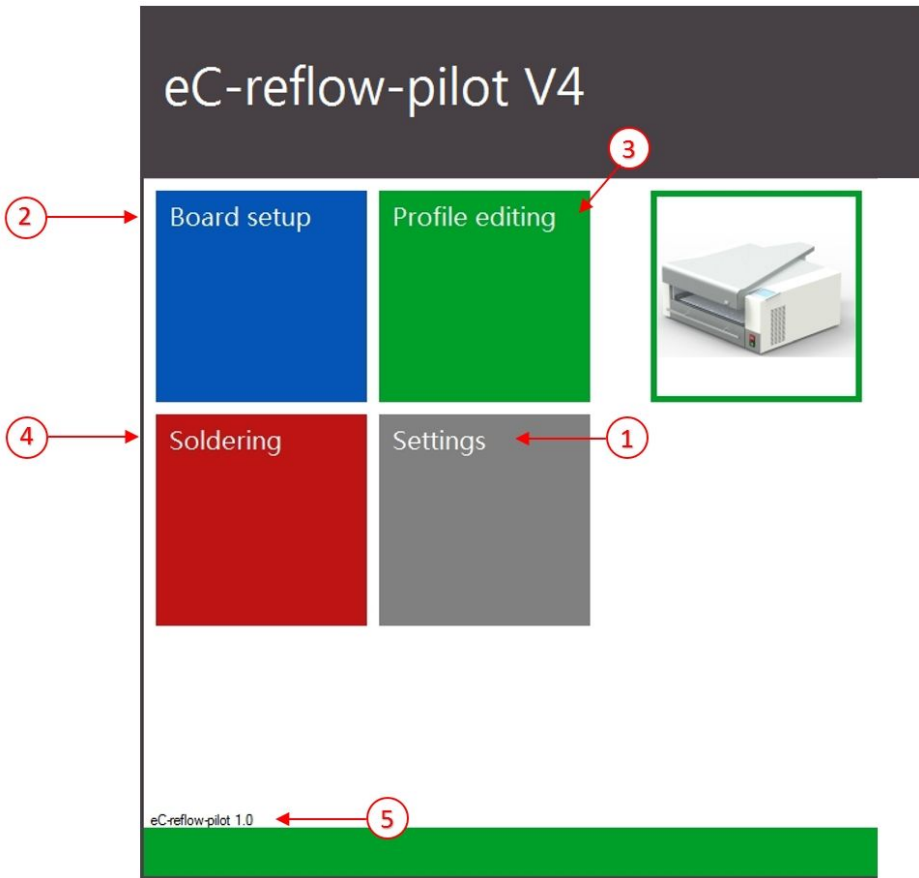 eC-reflow-pilot V4
3
2
Board setup
Profile editing
4
Soldering
Settings
1
eC-reflow-pilot 1.0
5